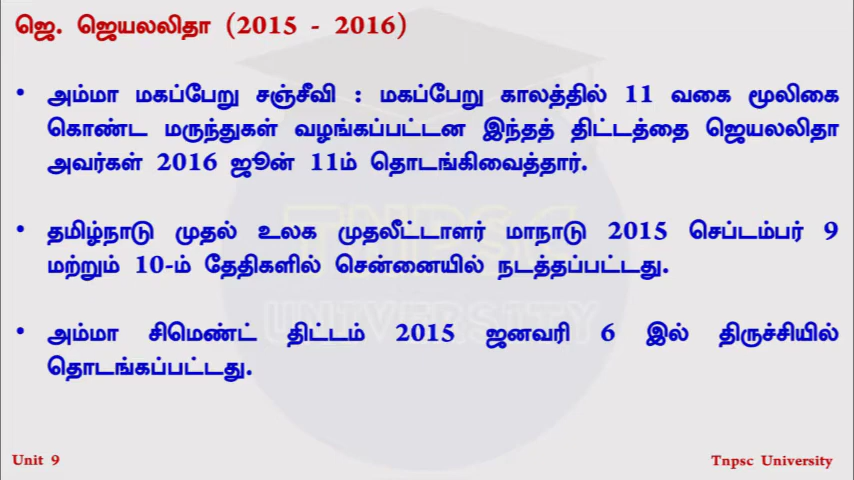 ஜெ. ஜெயலலிதா (2015 - 2016)
• அம்மா மகப்பேறு சஞ்சீவி : மகப்பேறு காலத்தில் 11 வகை மூலிகை
கொண்ட மருந்துகள் வழங்கப்பட்டன இந்தத் திட்டத்தை ஜெயலலிதா
அவர்கள் 2016 ஜூன் 11ம் தொடங்கிவைத்தார்.
• தமிழ்நாடு முதல் உலக முதலீட்டாளர் மாநாடு 2015 செப்டம்பர் 9
மற்றும் 10-ம் தேதிகளில் சென்னையில் நடத்தப்பட்டது.
TNPSC
UNIVERSITY
• அம்மா சிமெண்ட் திட்டம் 2015 ஜனவரி 6 இல் திருச்சியில்
தொடங்கப்பட்டது.
Unit 9
Tnpsc University